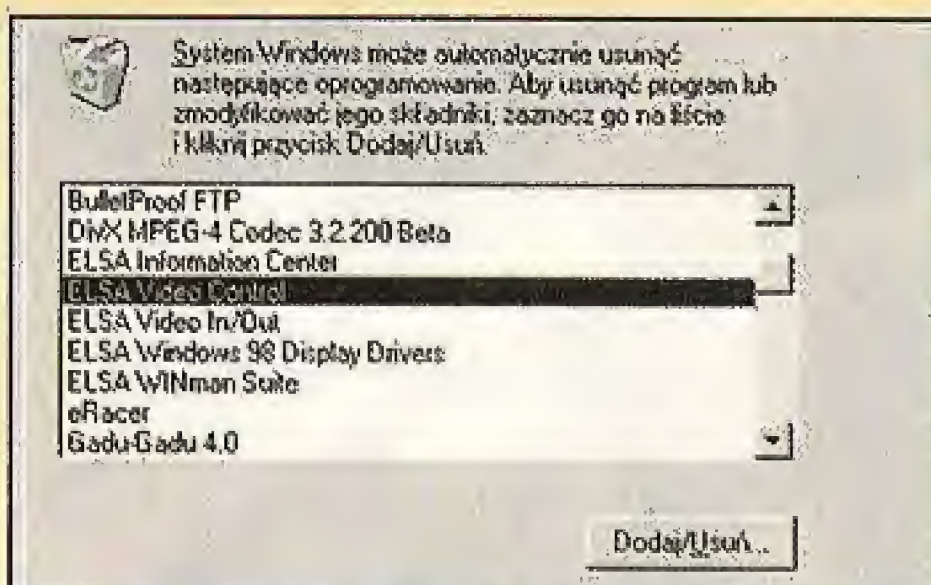 System Windows może automatycznie usunąć
następujące oprogramowanie. Aby usunąć program lub
zmodyfikować jego składniki, zaznacz go na liście
i kliknij przycisk Dodaj/Usuń.
BulletProof FTP
DivX MPEG-4 Codec 3.2.200 Beta
ELSA Information Center
ELSA Video Control
ELSA Video In/Out
ELSA Windows 98 Display Drivers
ELSA WINman Suite
eRacer
Gadu-Gadu 4.0
Dodaj/Usuń...